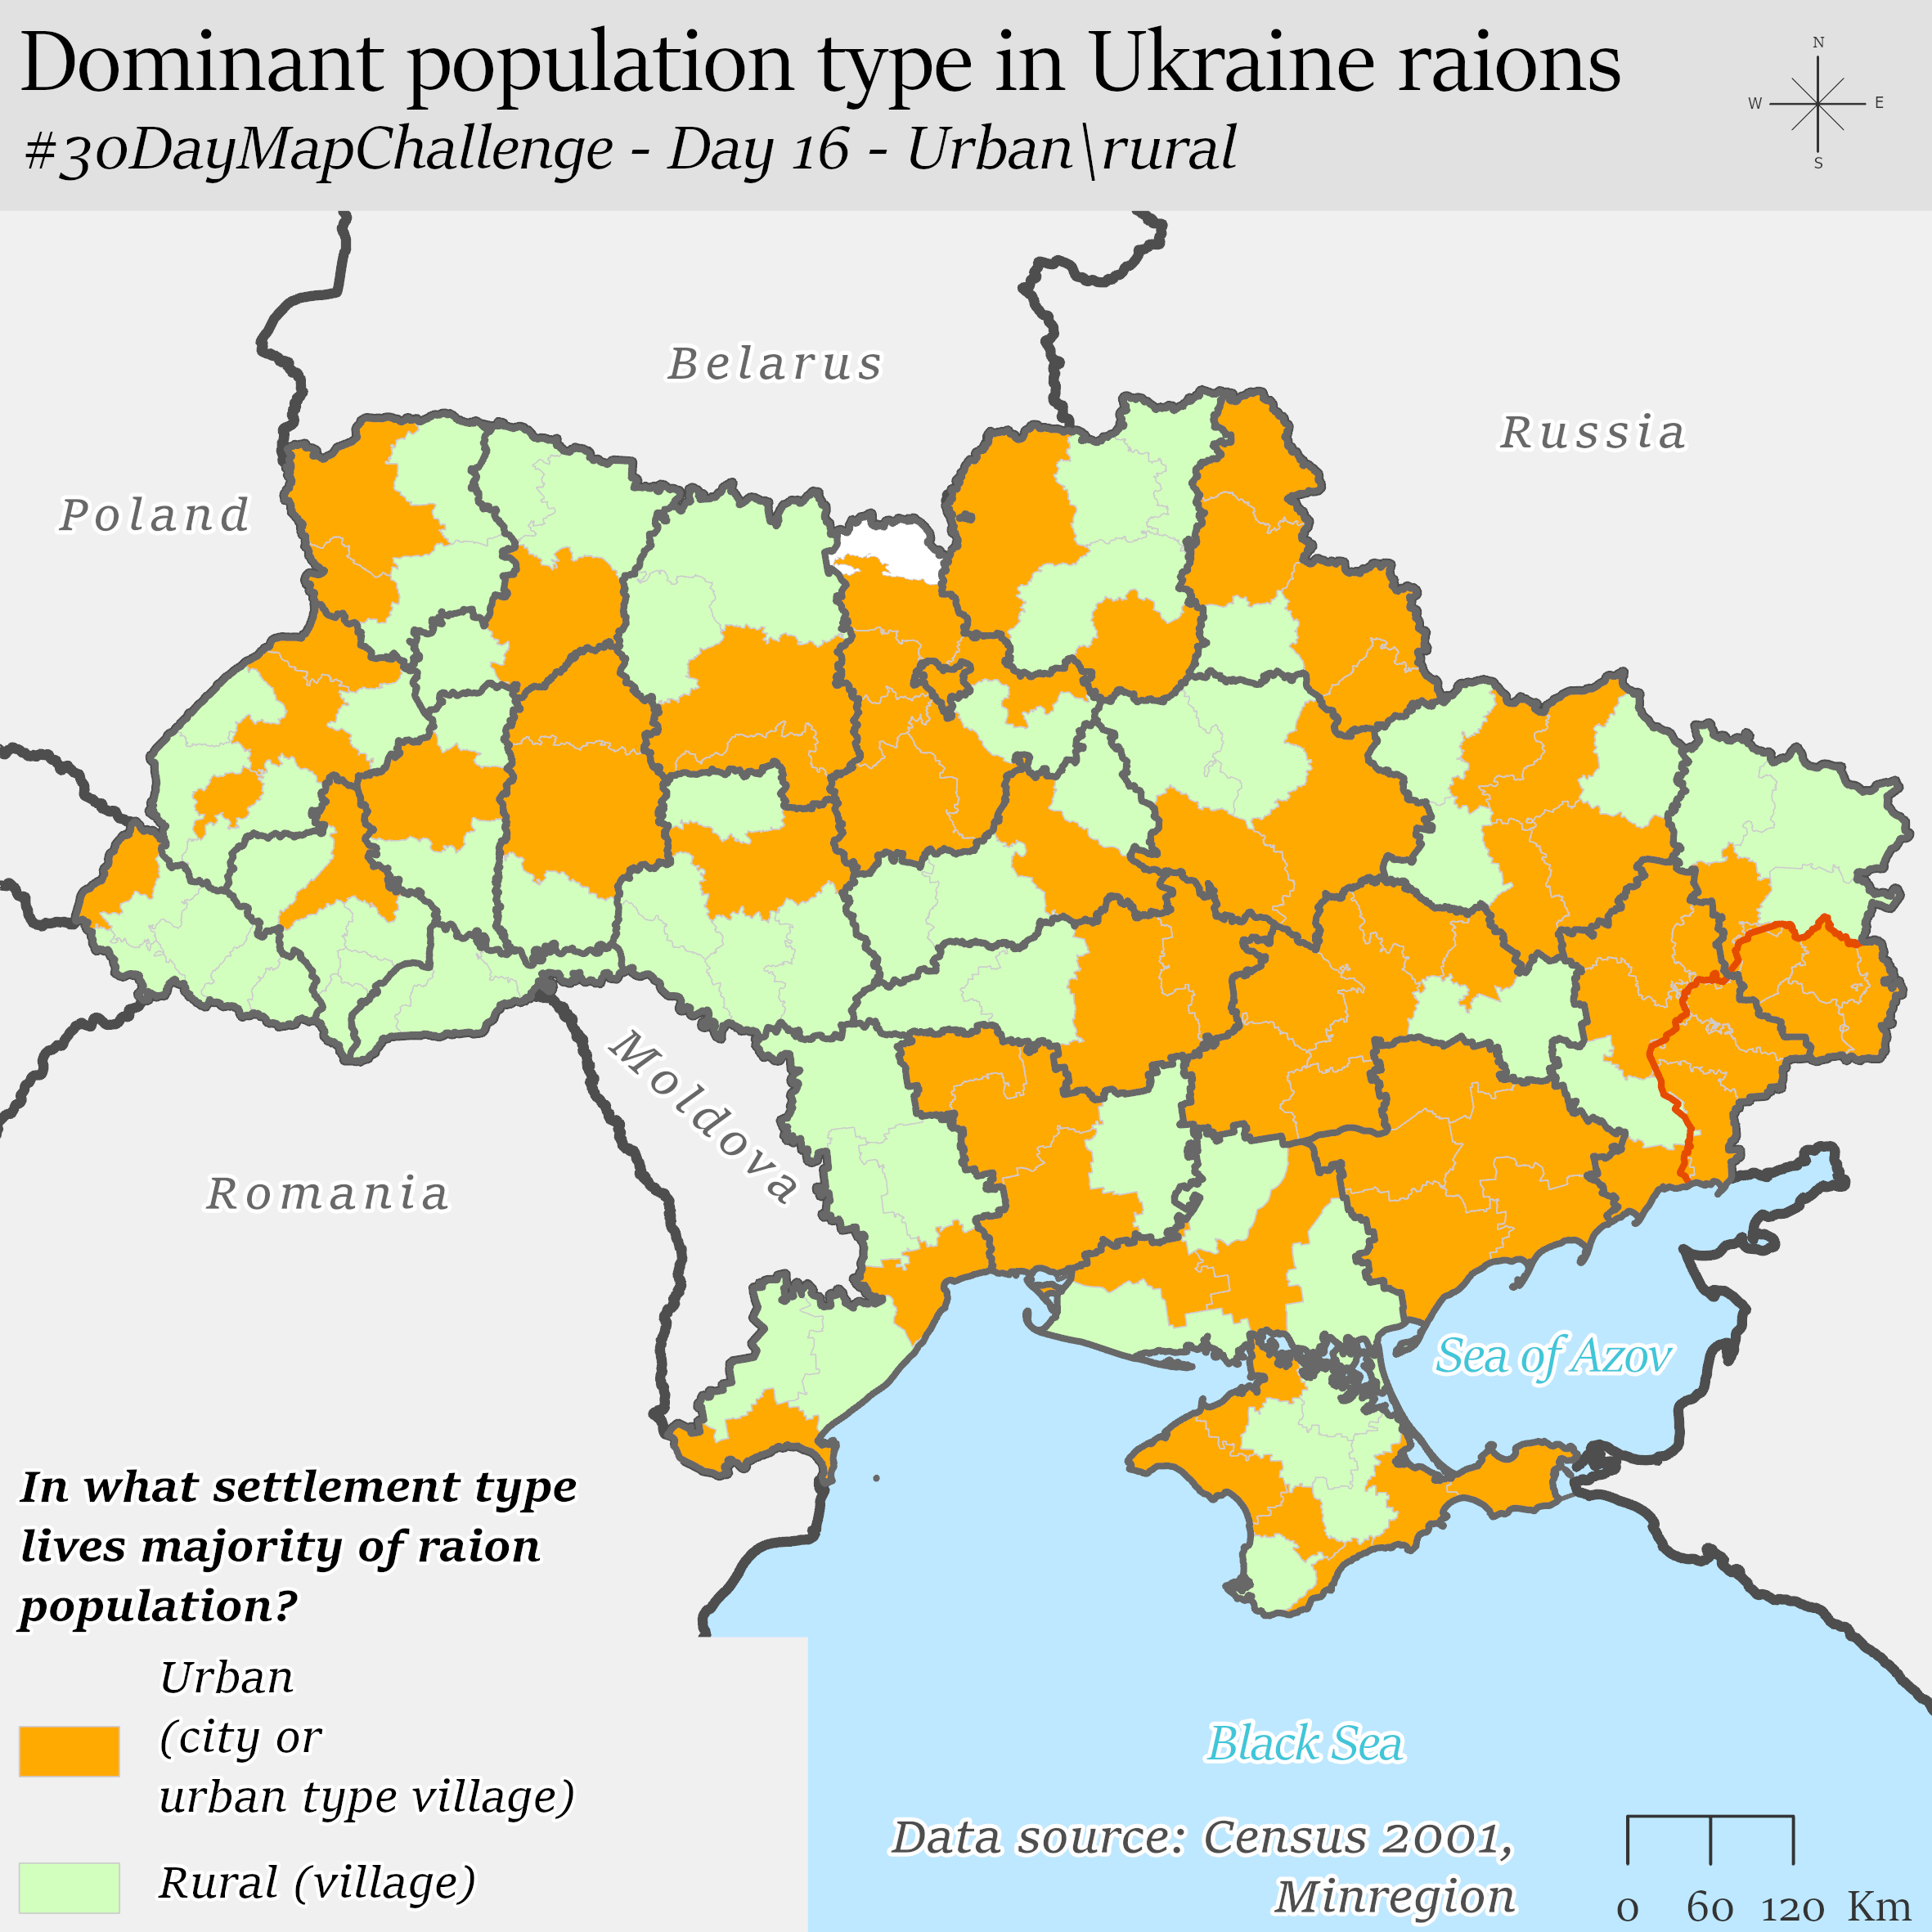 Dominant population type in Ukraine raions
#30DayMapChallenge - Day 16 - Urban\rural
N
W
E
S
Belarus
Russia
Poland
Moldova
Romania
Sea of Azov
In what settlement type
lives majority of raion
population?
Urban
(city or
urban type village)
Rural (village)
Black Sea
Data source: Census 2001,
Minregion
0 60 120 Km